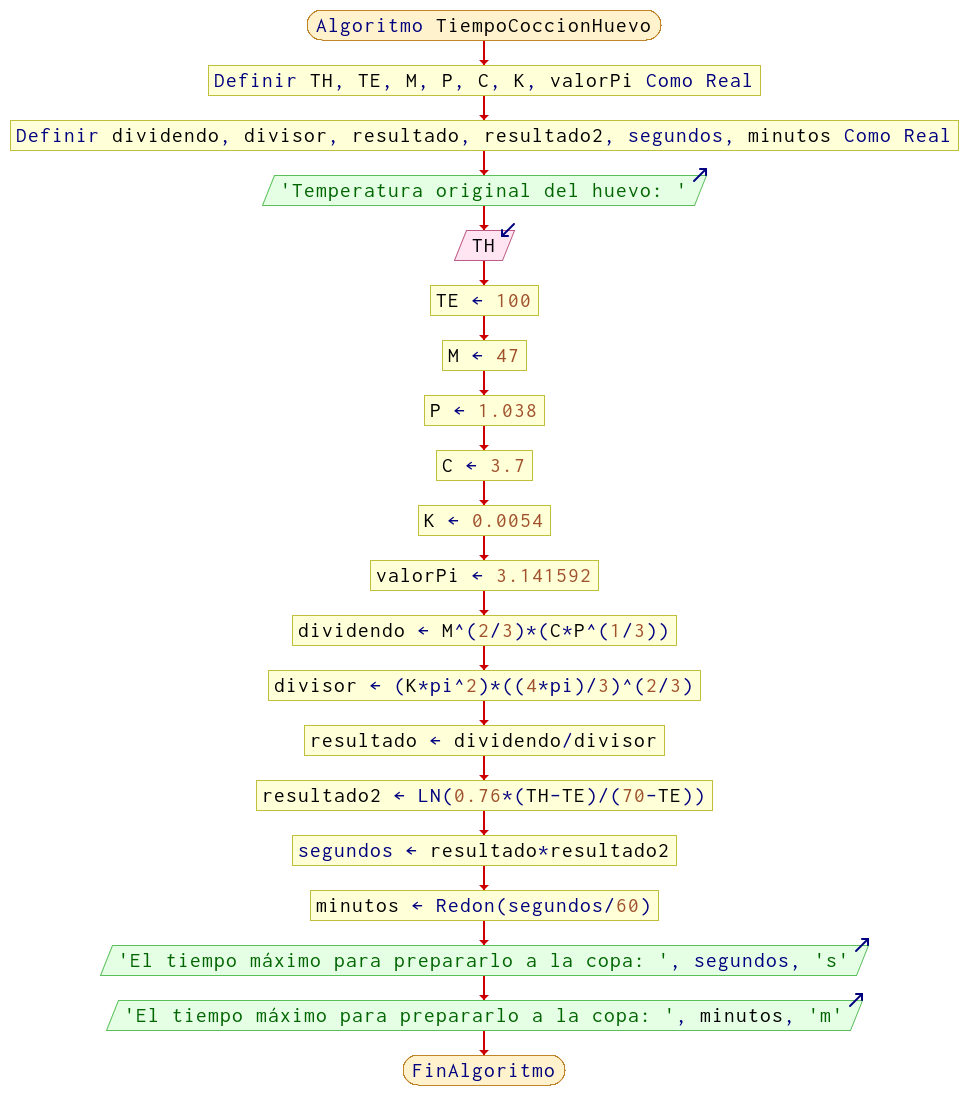 Algoritmo TiempoCoccionHuevo
Definir TH, TE, M, P, C, K, valorPi Como Real
Definir dividendo, divisor, resultado, resultado2, segundos, minutos Como Real
'Temperatura original del huevo: '
TH
TE ← 100
M ← 47
P ← 1.038
C ← 3.7
K ← 0.0054
valorPi ← 3.141592
dividendo ← M^(2/3)*(C*P^(1/3))
divisor ← (K*pi^2)*((4*pi)/3)^(2/3)
resultado ← dividendo/divisor
resultado2 ← LN(0.76*(TH-TE)/(70-TE))
segundos ← resultado*resultado2
minutos ← Redon(segundos/60)
'El tiempo máximo para prepararlo a la copa: ', segundos, 's'
'El tiempo máximo para prepararlo a la copa: ', minutos, 'm'
FinAlgoritmo